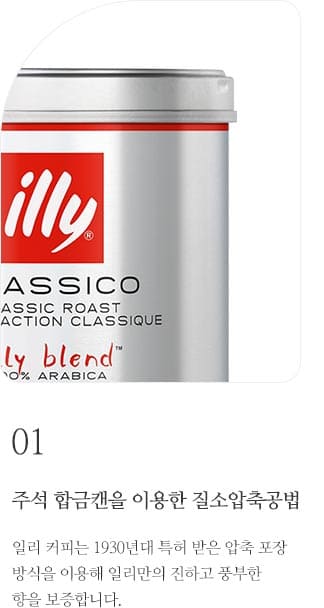 illy®
ASSICO
ASSIC ROAST
ACTION CLASSIQUE
ly blend™
00% ARABICA
01
주석 합금캔을 이용한 질소압축공법
일리 커피는 1930년대 특허 받은 압축 포장
방식을 이용해 일리만의 진하고 풍부한
향을 보증합니다.